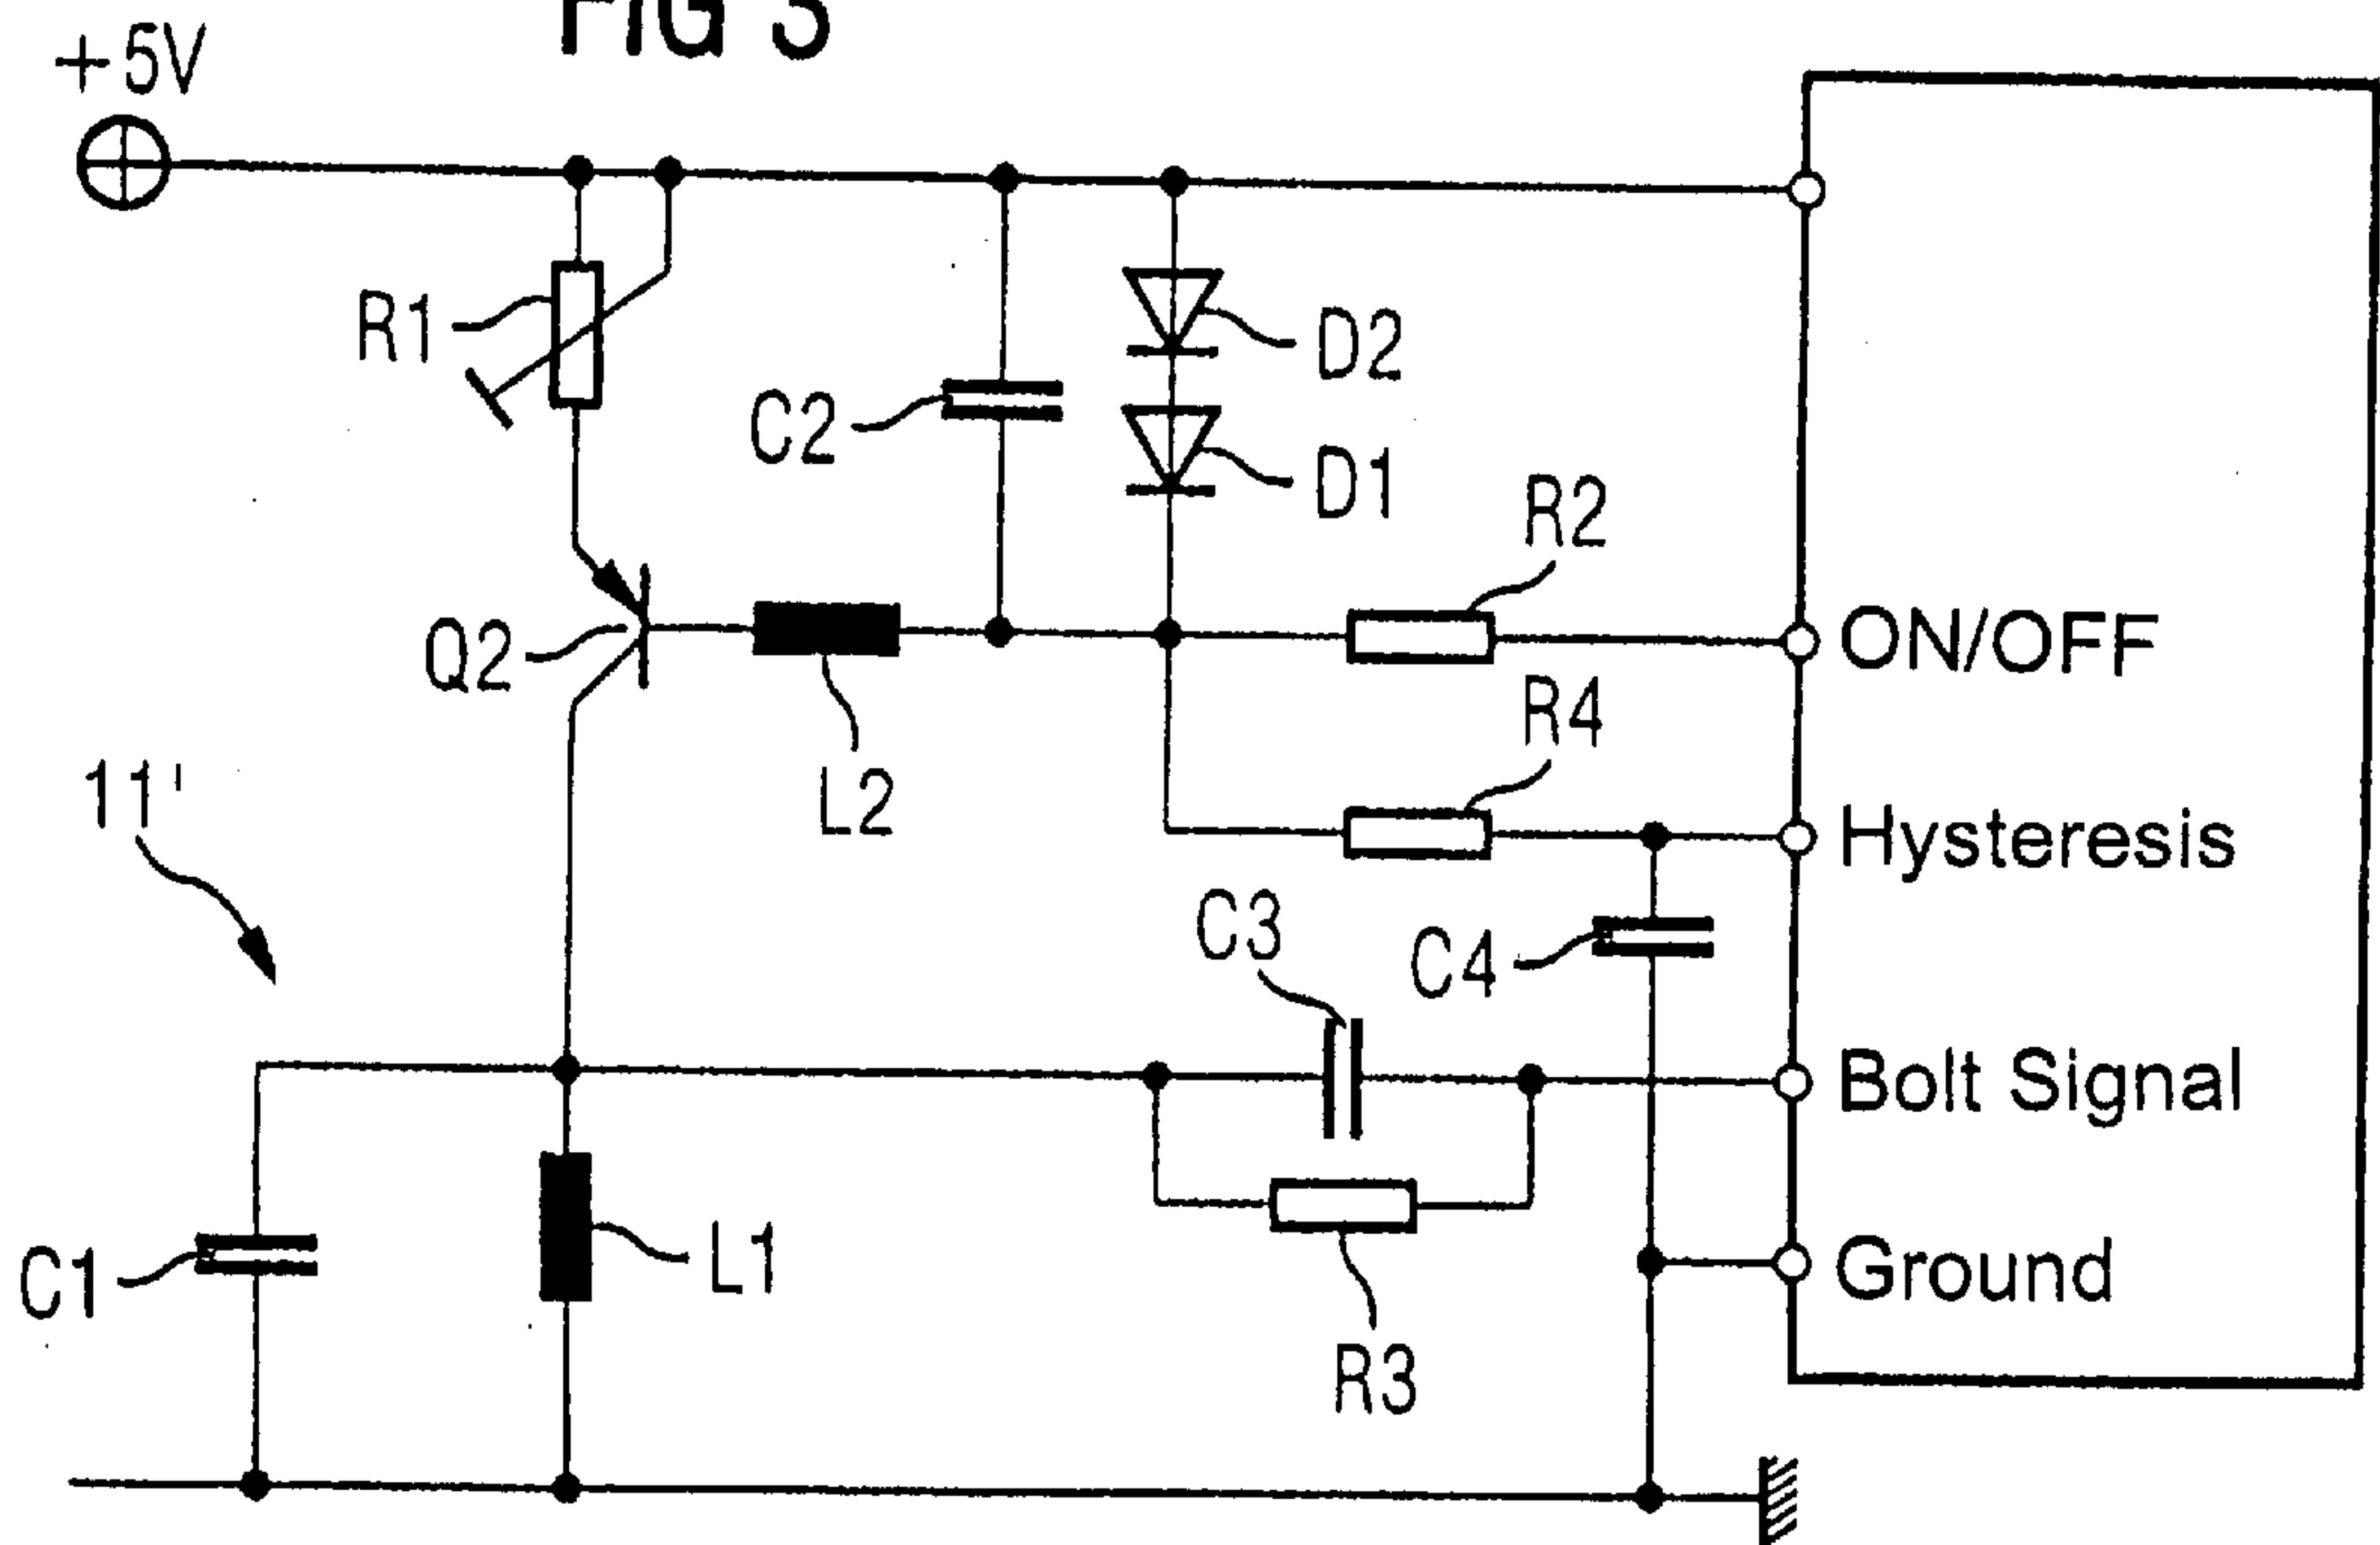 FIG 3
+5V
R1
C2
D2
D1
R2
Q2
ON/OFF
R4
L2
11'
Hysteresis
C3
C4
Bolt Signal
C1
L1
Ground
R3